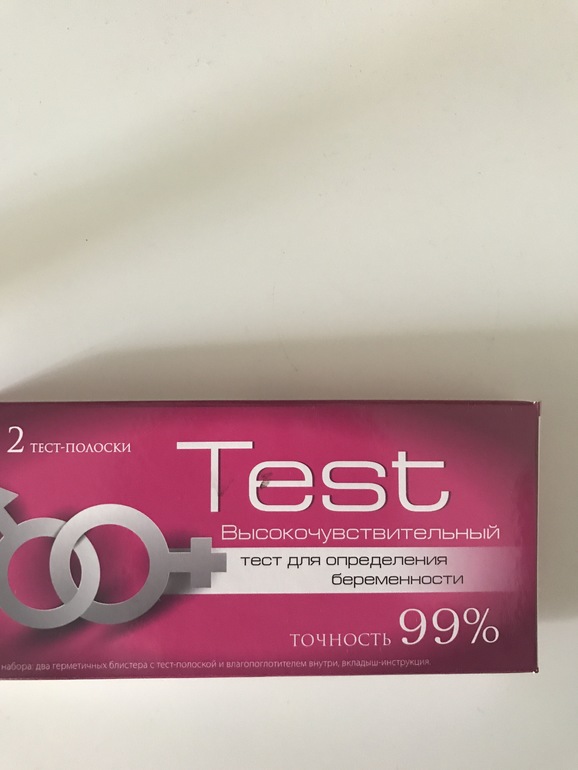 2 ТЕСТ-ПОЛОСКИ
Test
Высокочувствительный
тест для определения
беременности
ТОЧНОСТЬ 99%
набора: два герметичных блистера с тест-полоской и влагопоглотителем внутри, вкладыш-инструкция